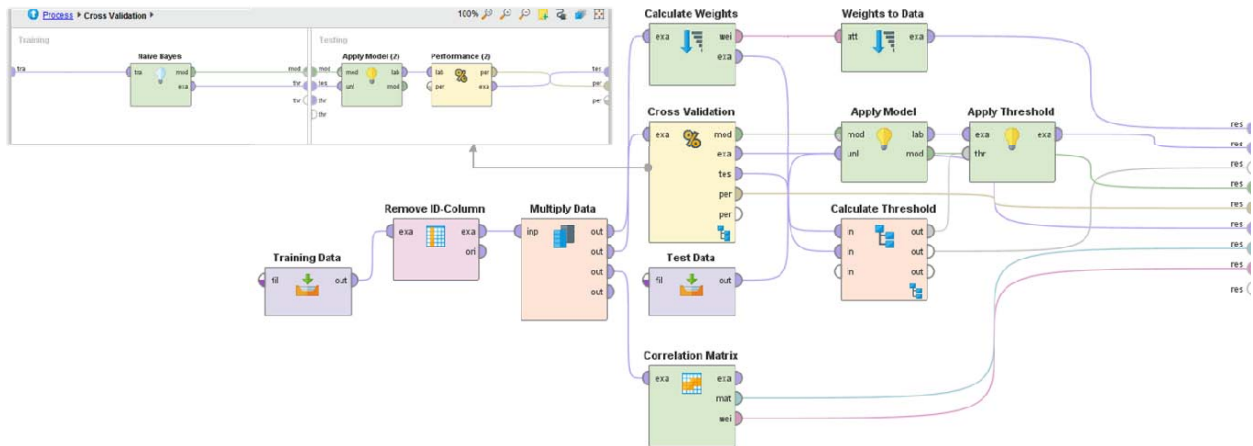 Process ▸ Cross Validation ▸
100%
Training
Testing
Naive Bayes
tra mod
exa
tra
mod
thr
thr
Apply Model (2)
mod lab
unl mod
mod
tes
thr
thr
Performance (2)
lab per
per exa
tes
per
per
Calculate Weights
exa wei
exa
Weights to Data
att exa
Cross Validation
exa mod
exa
tes
per
per
Apply Model
mod lab
unl mod
Apply Threshold
exa exa
thr
Remove ID-Column
exa exa
ori
Multiply Data
inp out
out
out
out
Training Data
fil out
Test Data
fil out
Calculate Threshold
in out
in out
in out
Correlation Matrix
exa exa
mat
wei
res
res
res
res
res
res
res
res
res